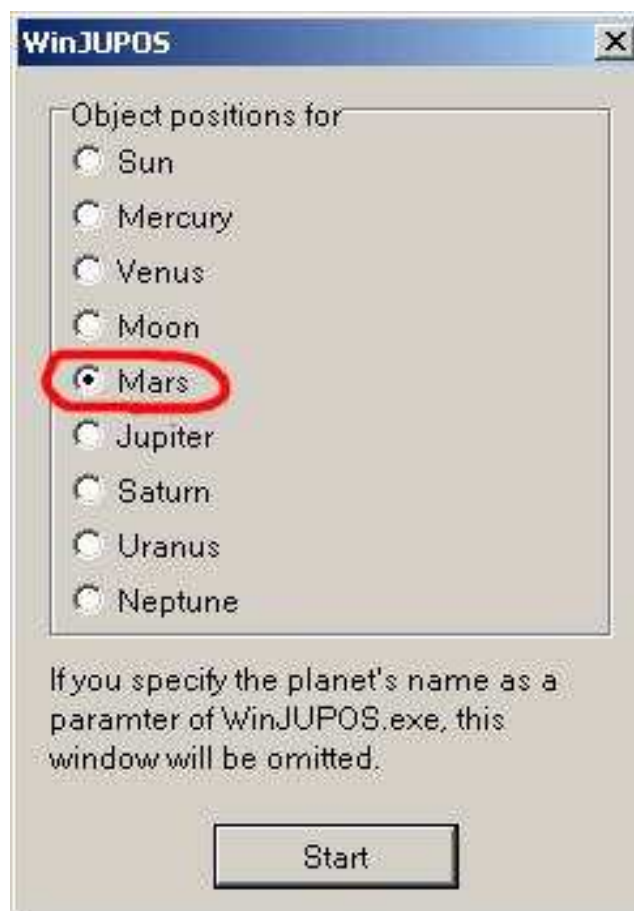 WinJUPOS
Object positions for
Sun
Mercury
Venus
Moon
Mars
Jupiter
Saturn
Uranus
Neptune
If you specify the planet's name as a
paramter of WinJUPOS.exe, this
window will be omitted.
Start